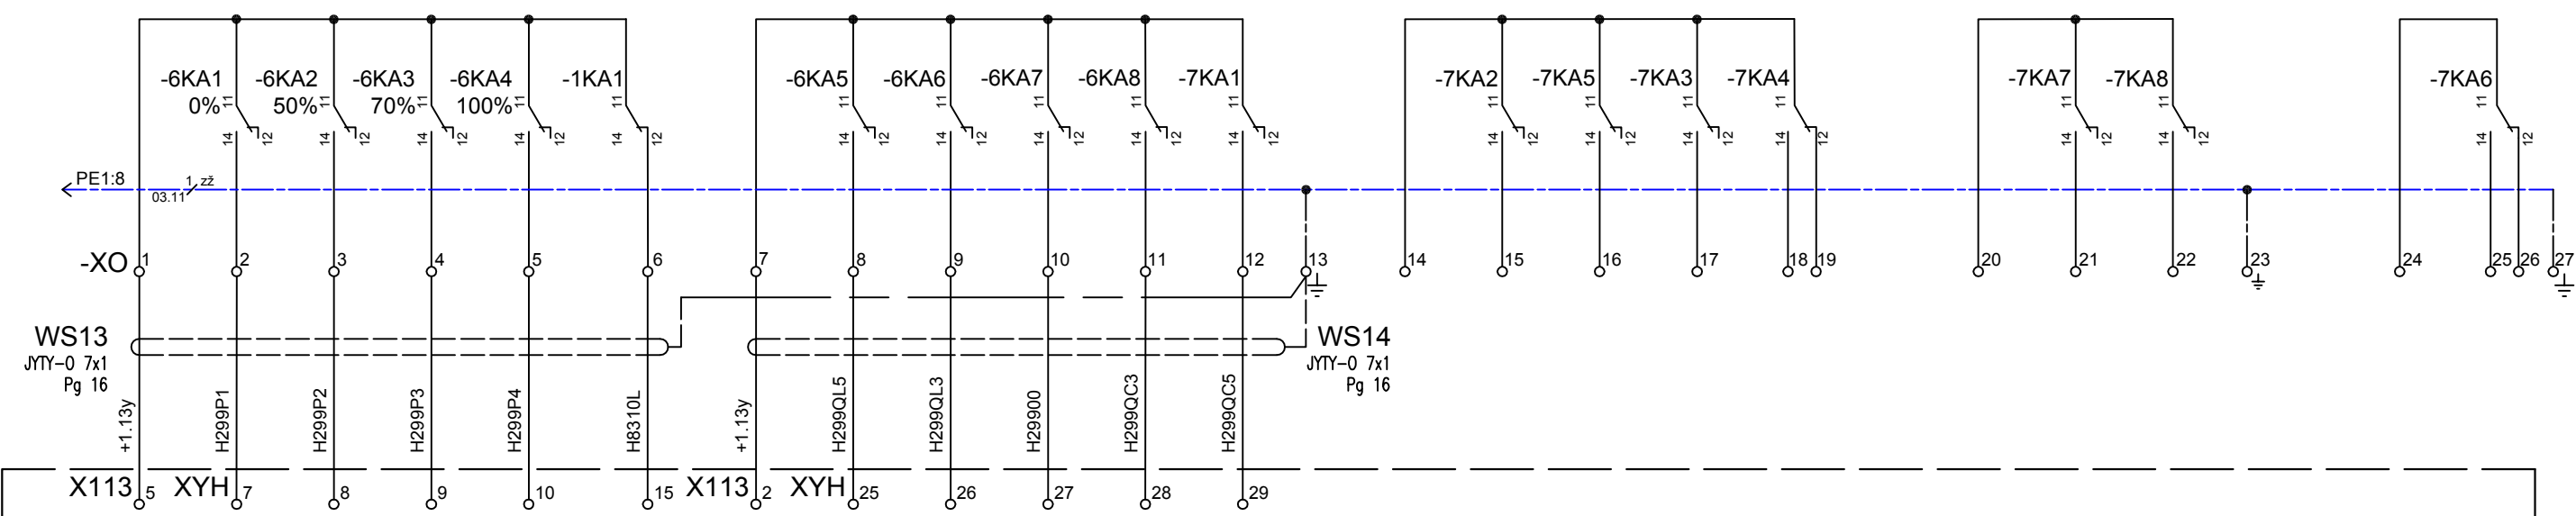 -6KA1 -6KA2 -6KA3 -6KA4 -1KA1 -6KA5 -6KA6 -6KA7 -6KA8 -7KA1 -7KA2 -7KA5 -7KA3 -7KA4 -7KA7 -7KA8 -7KA6
0% 50% 70% 100%
11 11 11 11 11 11 11 11 11 11 11 11 11 11 11 11 11
14 12 14 12 14 12 14 12 14 12 14 12 14 12 14 12 14 12 14 12 14 12 14 12 14 12 14 12 14 12 14 12 14 12
PE1:8 1 zž
03.11
-XO 1 2 3 4 5 6 7 8 9 10 11 12 13 14 15 16 17 18 19 20 21 22 23 24 25 26 27
WS13
JYTY-O 7x1
Pg 16
WS14
JYTY-O 7x1
Pg 16
+1.13y
H299P1
H299P2
H299P3
H299P4
H8310L
+1.13y
H299QL5
H299QL3
H29900
H299QC3
H299QC5
X113 5 XYH 7 8 9 10 15 X113 2 XYH 25 26 27 28 29